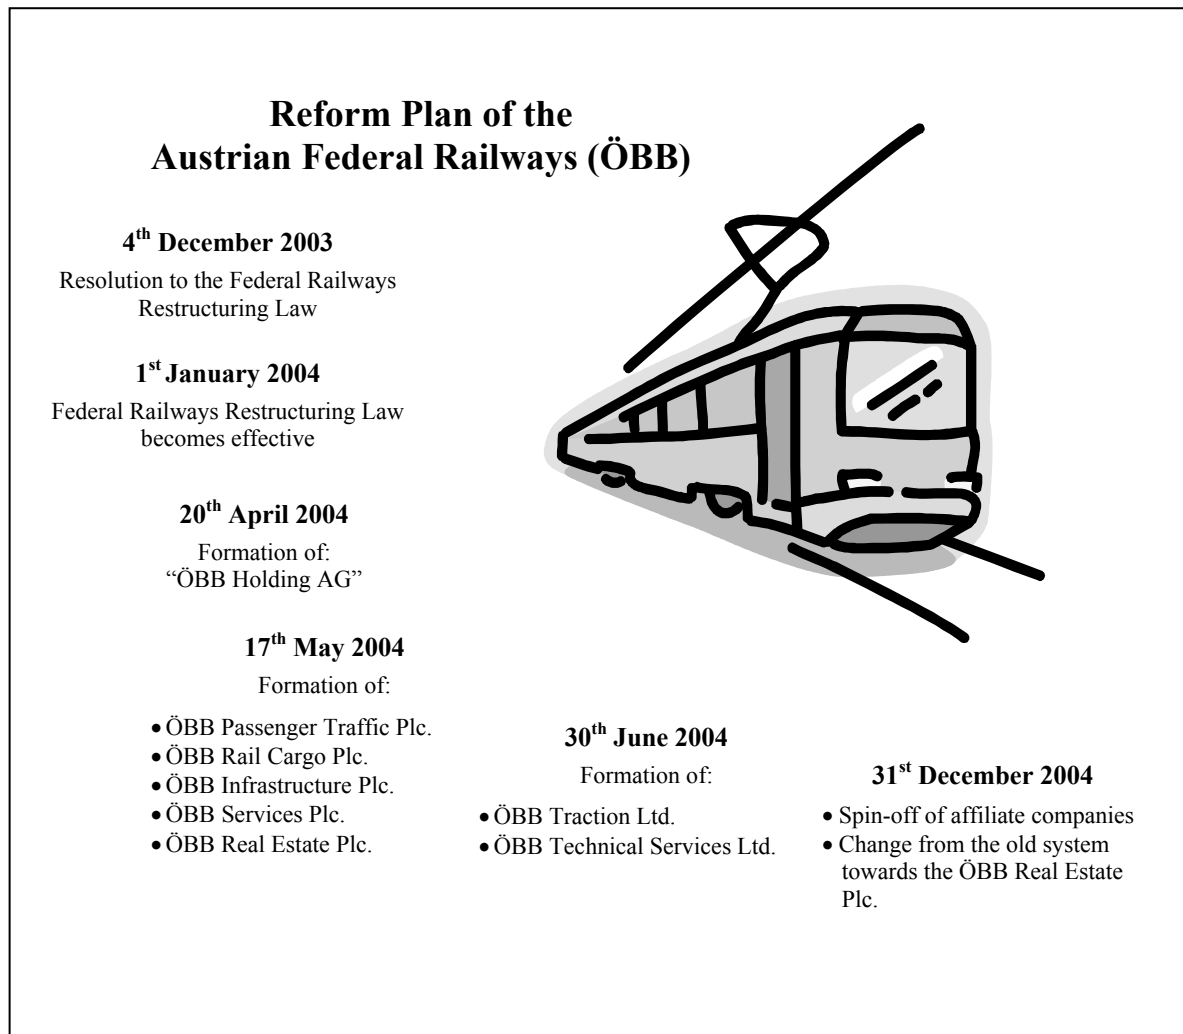 Reform Plan of the
Austrian Federal Railways (ÖBB)
4th December 2003
Resolution to the Federal Railways
Restructuring Law
1st January 2004
Federal Railways Restructuring Law
becomes effective
20th April 2004
Formation of:
“ÖBB Holding AG”
17th May 2004
Formation of:
• ÖBB Passenger Traffic Plc.
• ÖBB Rail Cargo Plc.
• ÖBB Infrastructure Plc.
• ÖBB Services Plc.
• ÖBB Real Estate Plc.
30th June 2004
Formation of:
• ÖBB Traction Ltd.
• ÖBB Technical Services Ltd.
31st December 2004
• Spin-off of affiliate companies
• Change from the old system
towards the ÖBB Real Estate
Plc.